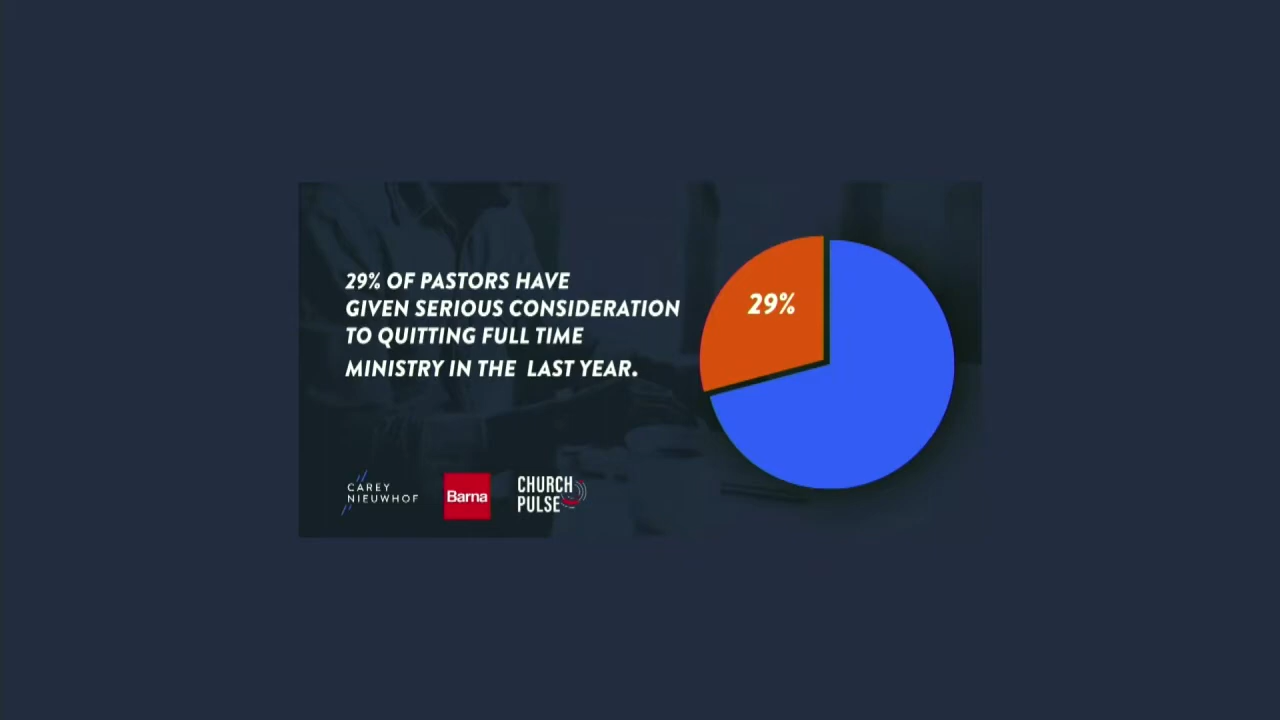 29% OF PASTORS HAVE
GIVEN SERIOUS CONSIDERATION
TO QUITTING FULL TIME
MINISTRY IN THE LAST YEAR.
29%
CAREY
NIEUWHOF
Barna
CHURCH
PULSE